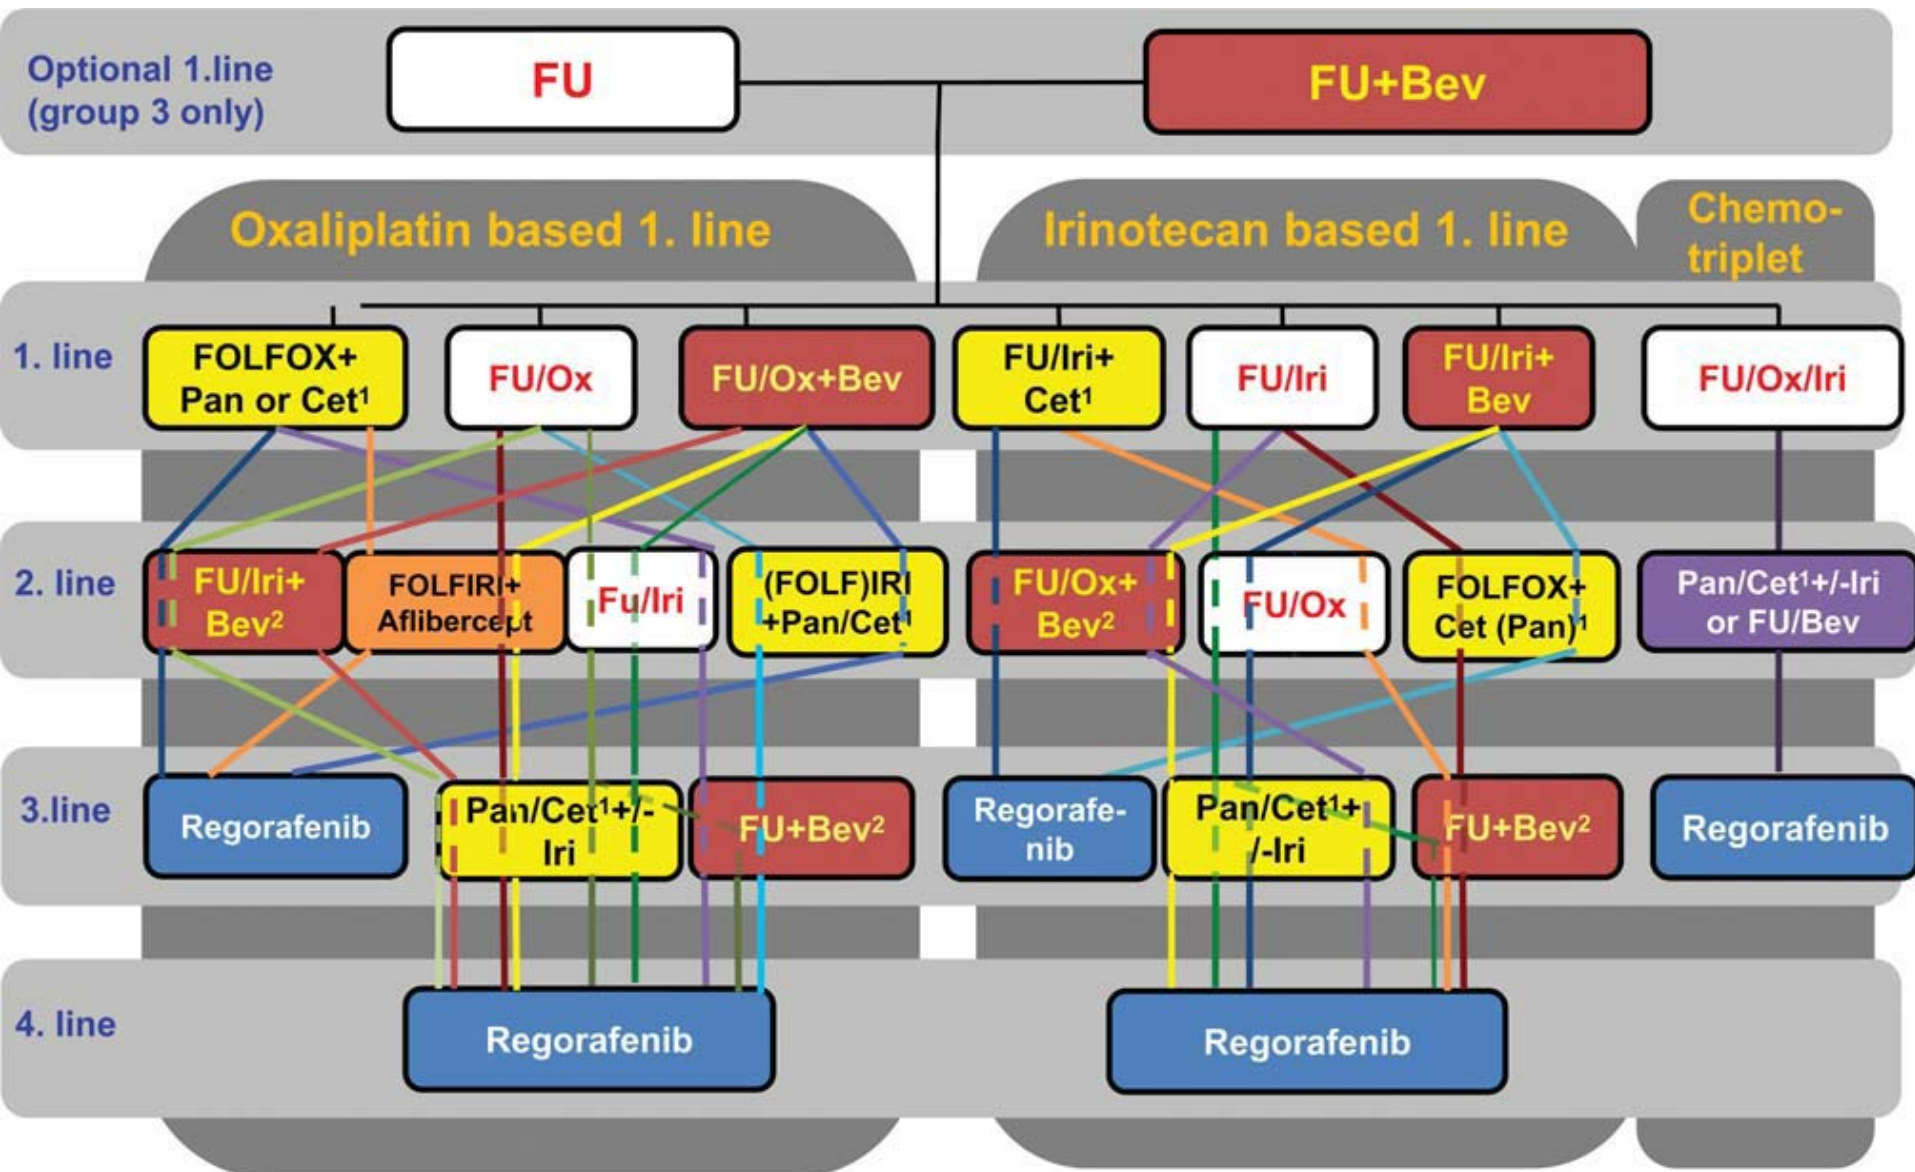 Optional 1.line
(group 3 only)
FU
FU+Bev
Oxaliplatin based 1. line
Irinotecan based 1. line
Chemo-
triplet
1. line
FOLFOX+
Pan or Cet¹
FU/Ox
FU/Ox+Bev
FU/Iri+
Cet¹
FU/Iri
FU/Iri+
Bev
FU/Ox/Iri
2. line
FU/Iri+
Bev²
FOLFIRI+
Aflibercept
Fu/Iri
(FOLF)IRI
+Pan/Cet¹
FU/Ox+
Bev²
FU/Ox
FOLFOX+
Cet (Pan)¹
Pan/Cet¹+/-Iri
or FU/Bev
3.line
Regorafenib
Pan/Cet¹+/-
Iri
FU+Bev²
Regorafe-
nib
Pan/Cet¹+
/-Iri
FU+Bev²
Regorafenib
4. line
Regorafenib
Regorafenib